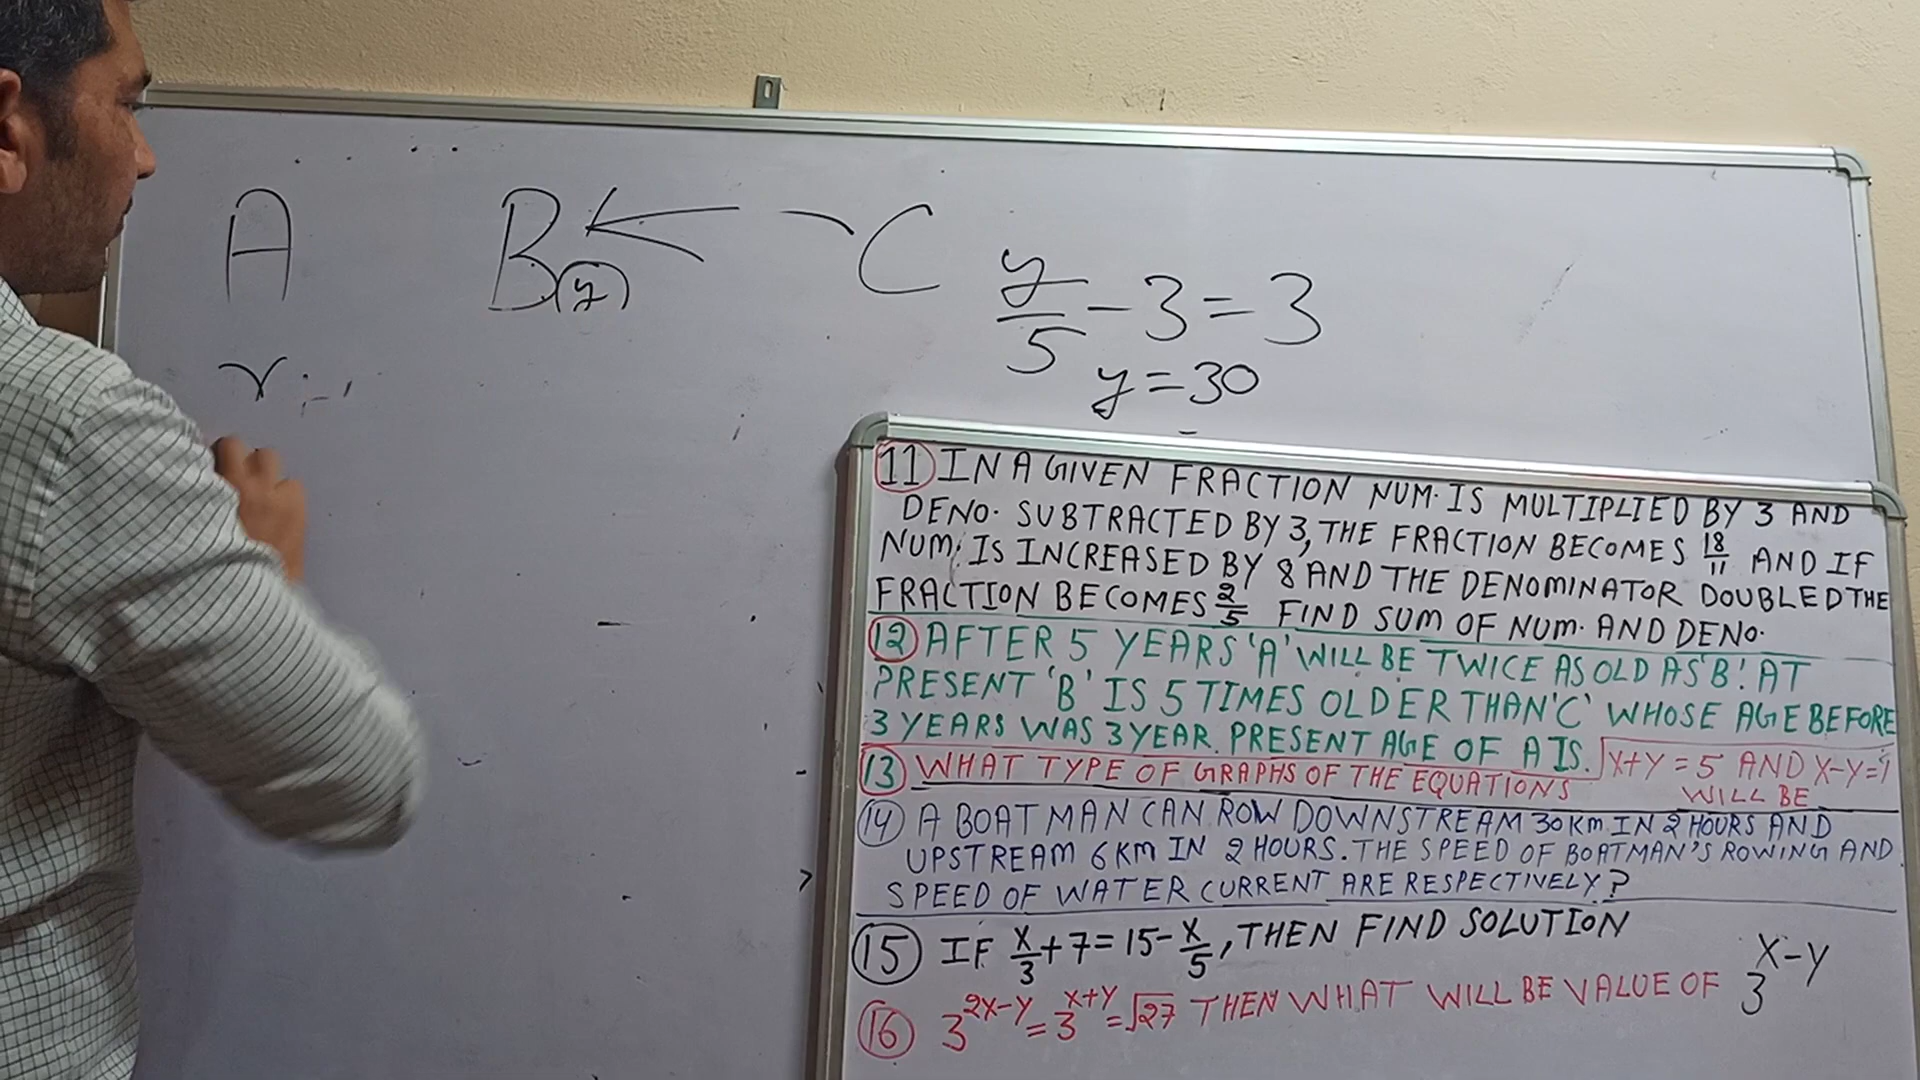 A B(y) ← C y/5 - 3 = 3
y = 30
11 IN A GIVEN FRACTION NUM. IS MULTIPLIED BY 3 AND
DENO. SUBTRACTED BY 3, THE FRACTION BECOMES 18/11 AND IF
NUM. IS INCREASED BY 8 AND THE DENOMINATOR DOUBLED THE
FRACTION BECOMES 2/5 FIND SUM OF NUM. AND DENO.
12 AFTER 5 YEARS 'A' WILL BE TWICE AS OLD AS 'B'. AT
PRESENT 'B' IS 5 TIMES OLDER THAN 'C' WHOSE AGE BEFORE
3 YEARS WAS 3 YEAR. PRESENT AGE OF A IS.
13 WHAT TYPE OF GRAPHS OF THE EQUATIONS X+Y = 5 AND X-Y=1
WILL BE
14 A BOAT MAN CAN ROW DOWNSTREAM 30KM IN 2 HOURS AND
UPSTREAM 6KM IN 2 HOURS. THE SPEED OF BOATMAN'S ROWING AND
SPEED OF WATER CURRENT ARE RESPECTIVELY?
15 IF x/3 + 7 = 15 - x/5, THEN FIND SOLUTION
16 3^(2X-Y) = 3^(X+Y) = √27 THEN WHAT WILL BE VALUE OF 3^(X-Y)